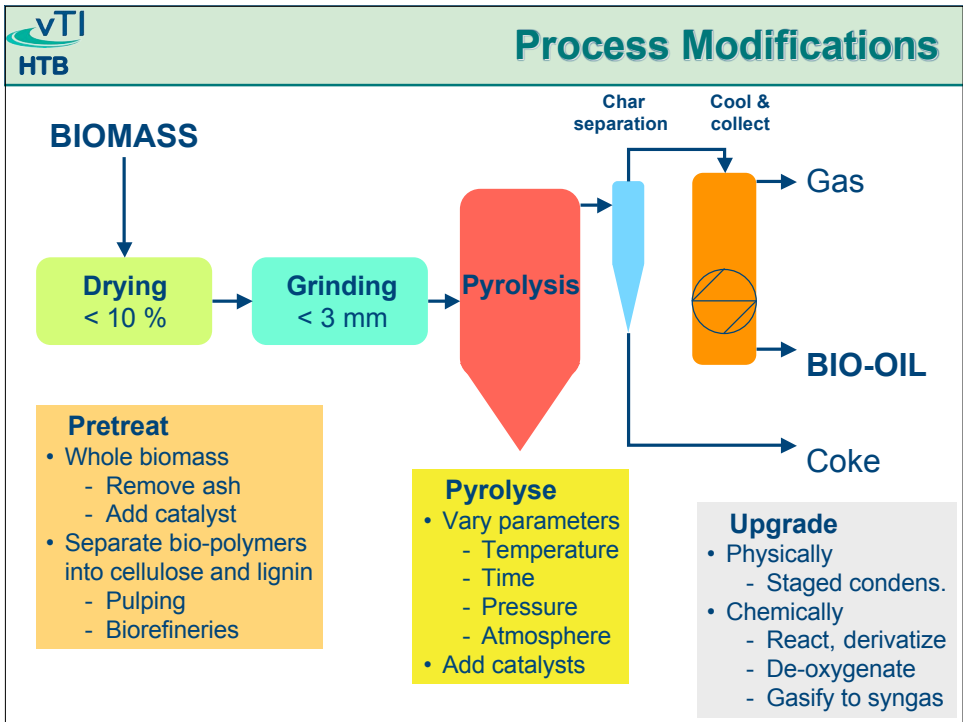 vTI
HTB
Process Modifications
Char
separation
Cool &
collect
BIOMASS
Gas
Drying
< 10 %
Grinding
< 3 mm
Pyrolysis
BIO-OIL
Coke
Pretreat
• Whole biomass
- Remove ash
- Add catalyst
• Separate bio-polymers
into cellulose and lignin
- Pulping
- Biorefineries
Pyrolyse
• Vary parameters
- Temperature
- Time
- Pressure
- Atmosphere
• Add catalysts
Upgrade
• Physically
- Staged condens.
• Chemically
- React, derivatize
- De-oxygenate
- Gasify to syngas